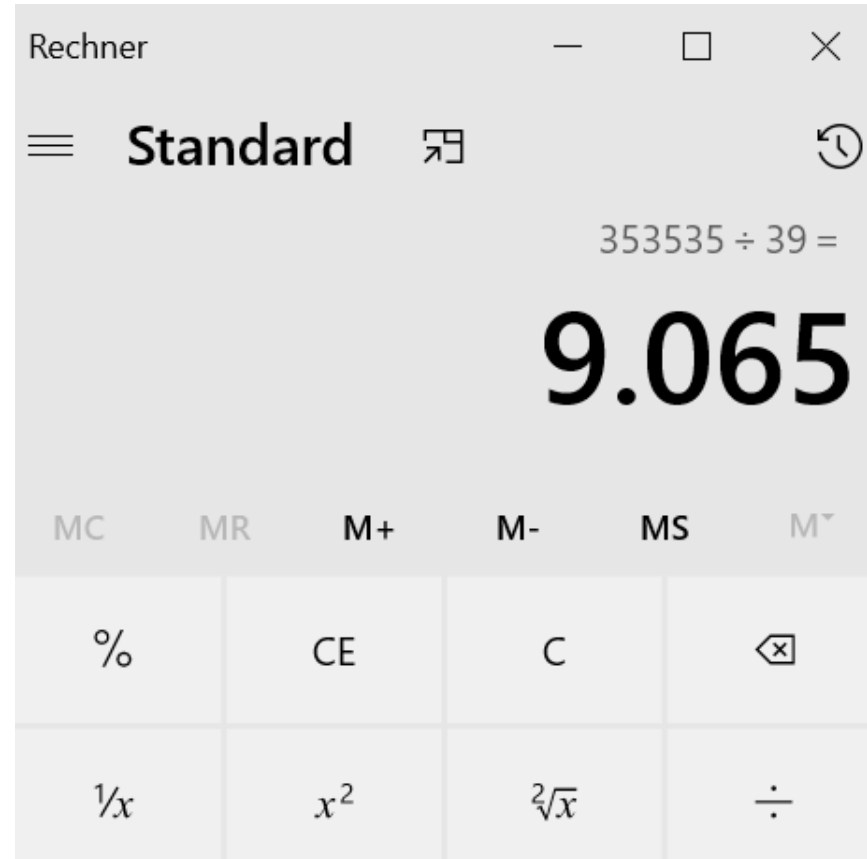 Rechner
Standard
353535 ÷ 39 =
9.065
MC MR M+ M- MS M
% CE C
¹/x x² ²√x ÷